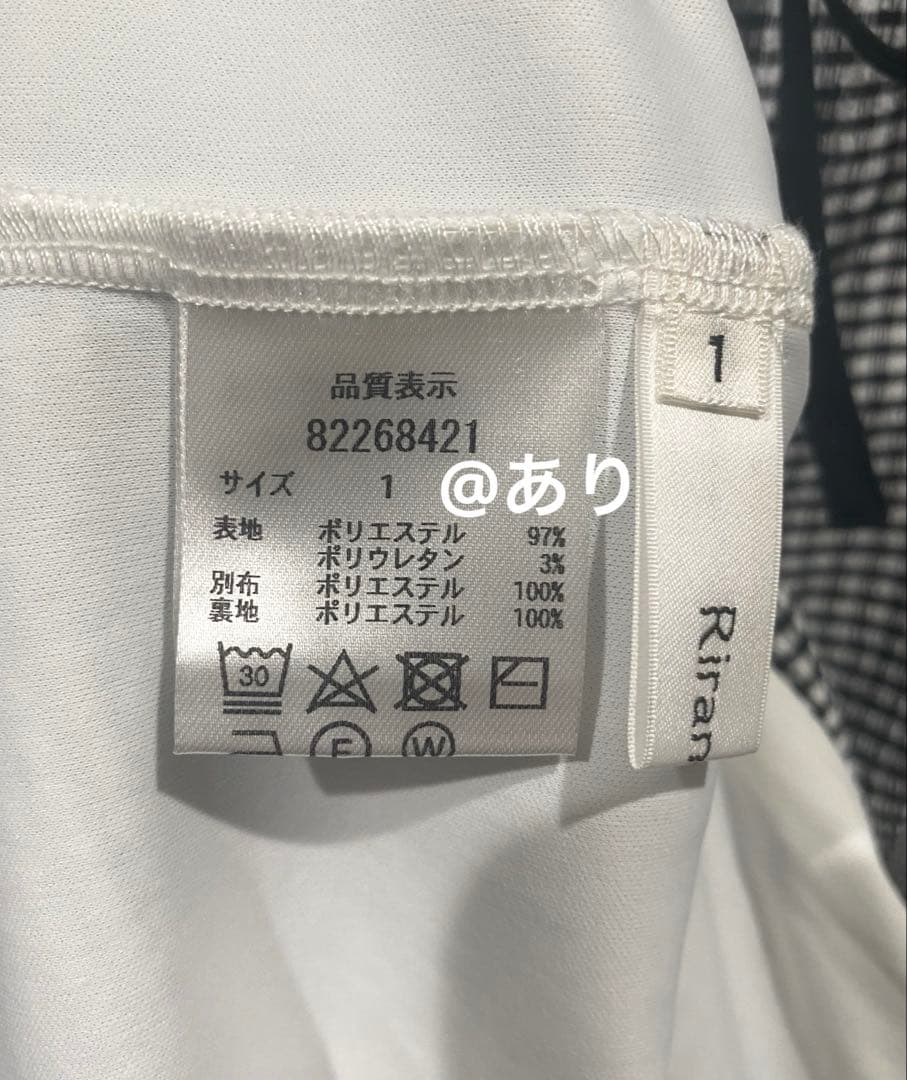 品質表示
82268421
サイズ 1
@あり
表地 ポリエステル 97%
ポリウレタン 3%
別布 ポリエステル 100%
裏地 ポリエステル 100%
30
F W
1
Riran